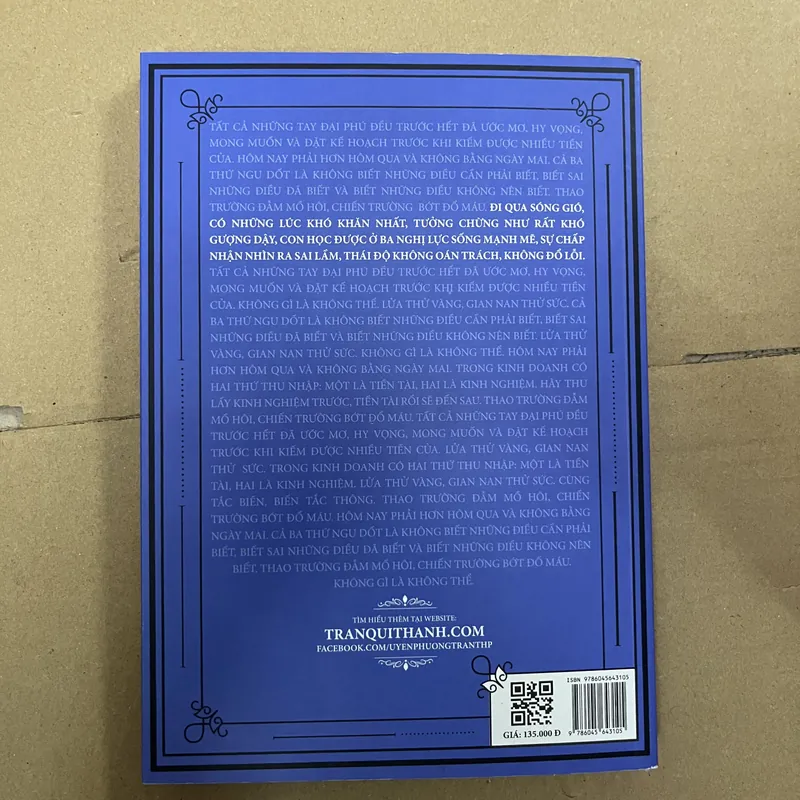 TẤT CẢ NHỮNG TAY ĐẠI PHÚ ĐỀU TRƯỚC HẾT ĐÃ ƯỚC MƠ, HY VỌNG,
MONG MUỐN VÀ ĐẶT KẾ HOẠCH TRƯỚC KHI KIẾM ĐƯỢC NHIỀU TIỀN
CỦA. HÔM NAY PHẢI HƠN HÔM QUA VÀ KHÔNG BẰNG NGÀY MAI. CẢ BA
THỨ NGU DỐT LÀ KHÔNG BIẾT NHỮNG ĐIỀU CẦN PHẢI BIẾT, BIẾT SAI
NHỮNG ĐIỀU ĐÃ BIẾT VÀ BIẾT NHỮNG ĐIỀU KHÔNG NÊN BIẾT. THAO
TRƯỜNG ĐẪM MỒ HÔI, CHIẾN TRƯỜNG BỚT ĐỔ MÁU. ĐI QUA SÓNG GIÓ,
CÓ NHỮNG LÚC KHÓ KHĂN NHẤT, TƯỞNG CHỪNG NHƯ RẤT KHÓ
GƯỢNG DẬY, CON HỌC ĐƯỢC Ở BA NGHỊ LỰC SỐNG MẠNH MẼ, SỰ CHẤP
NHẬN NHÌN RA SAI LẦM, THÁI ĐỘ KHÔNG OÁN TRÁCH, KHÔNG ĐỔ LỖI.
TẤT CẢ NHỮNG TAY ĐẠI PHÚ ĐỀU TRƯỚC HẾT ĐÃ ƯỚC MƠ, HY VỌNG,
MONG MUỐN VÀ ĐẶT KẾ HOẠCH TRƯỚC KHI KIẾM ĐƯỢC NHIỀU TIỀN
CỦA. KHÔNG GÌ LÀ KHÔNG THỂ. LỬA THỬ VÀNG, GIAN NAN THỬ SỨC. CẢ
BA THỨ NGU DỐT LÀ KHÔNG BIẾT NHỮNG ĐIỀU CẦN PHẢI BIẾT, BIẾT SAI
NHỮNG ĐIỀU ĐÃ BIẾT VÀ BIẾT NHỮNG ĐIỀU KHÔNG NÊN BIẾT. LỬA THỬ
VÀNG, GIAN NAN THỬ SỨC. KHÔNG GÌ LÀ KHÔNG THỂ. HÔM NAY PHẢI
HƠN HÔM QUA VÀ KHÔNG BẰNG NGÀY MAI. TRONG KINH DOANH CÓ
HAI THỨ THU NHẬP: MỘT LÀ TIỀN TÀI, HAI LÀ KINH NGHIỆM. HÃY THU
LẤY KINH NGHIỆM TRƯỚC, TIỀN TÀI RỒI SẼ ĐẾN SAU. THAO TRƯỜNG ĐẪM
MỒ HÔI, CHIẾN TRƯỜNG BỚT ĐỔ MÁU. TẤT CẢ NHỮNG TAY ĐẠI PHÚ ĐỀU
TRƯỚC HẾT ĐÃ ƯỚC MƠ, HY VỌNG, MONG MUỐN VÀ ĐẶT KẾ HOẠCH
TRƯỚC KHI KIẾM ĐƯỢC NHIỀU TIỀN CỦA. LỬA THỬ VÀNG, GIAN NAN
THỬ SỨC. TRONG KINH DOANH CÓ HAI THỨ THU NHẬP: MỘT LÀ TIỀN
TÀI, HAI LÀ KINH NGHIỆM. LỬA THỬ VÀNG, GIAN NAN THỬ SỨC. CÙNG
TẮC BIẾN, BIẾN TẮC THÔNG. THAO TRƯỜNG ĐẪM MỒ HÔI, CHIẾN
TRƯỜNG BỚT ĐỔ MÁU. HÔM NAY PHẢI HƠN HÔM QUA VÀ KHÔNG BẰNG
NGÀY MAI. CẢ BA THỨ NGU DỐT LÀ KHÔNG BIẾT NHỮNG ĐIỀU CẦN PHẢI
BIẾT, BIẾT SAI NHỮNG ĐIỀU ĐÃ BIẾT VÀ BIẾT NHỮNG ĐIỀU KHÔNG NÊN
BIẾT. THAO TRƯỜNG ĐẪM MỒ HÔI, CHIẾN TRƯỜNG BỚT ĐỔ MÁU.
KHÔNG GÌ LÀ KHÔNG THỂ.
TÌM HIỂU THÊM TẠI WEBSITE:
TRANQUITHANH.COM
FACEBOOK.COM/UYENPHUONGTRANTHP
ISBN 9786045643105
GIÁ: 135.000 Đ
9 786045 643105